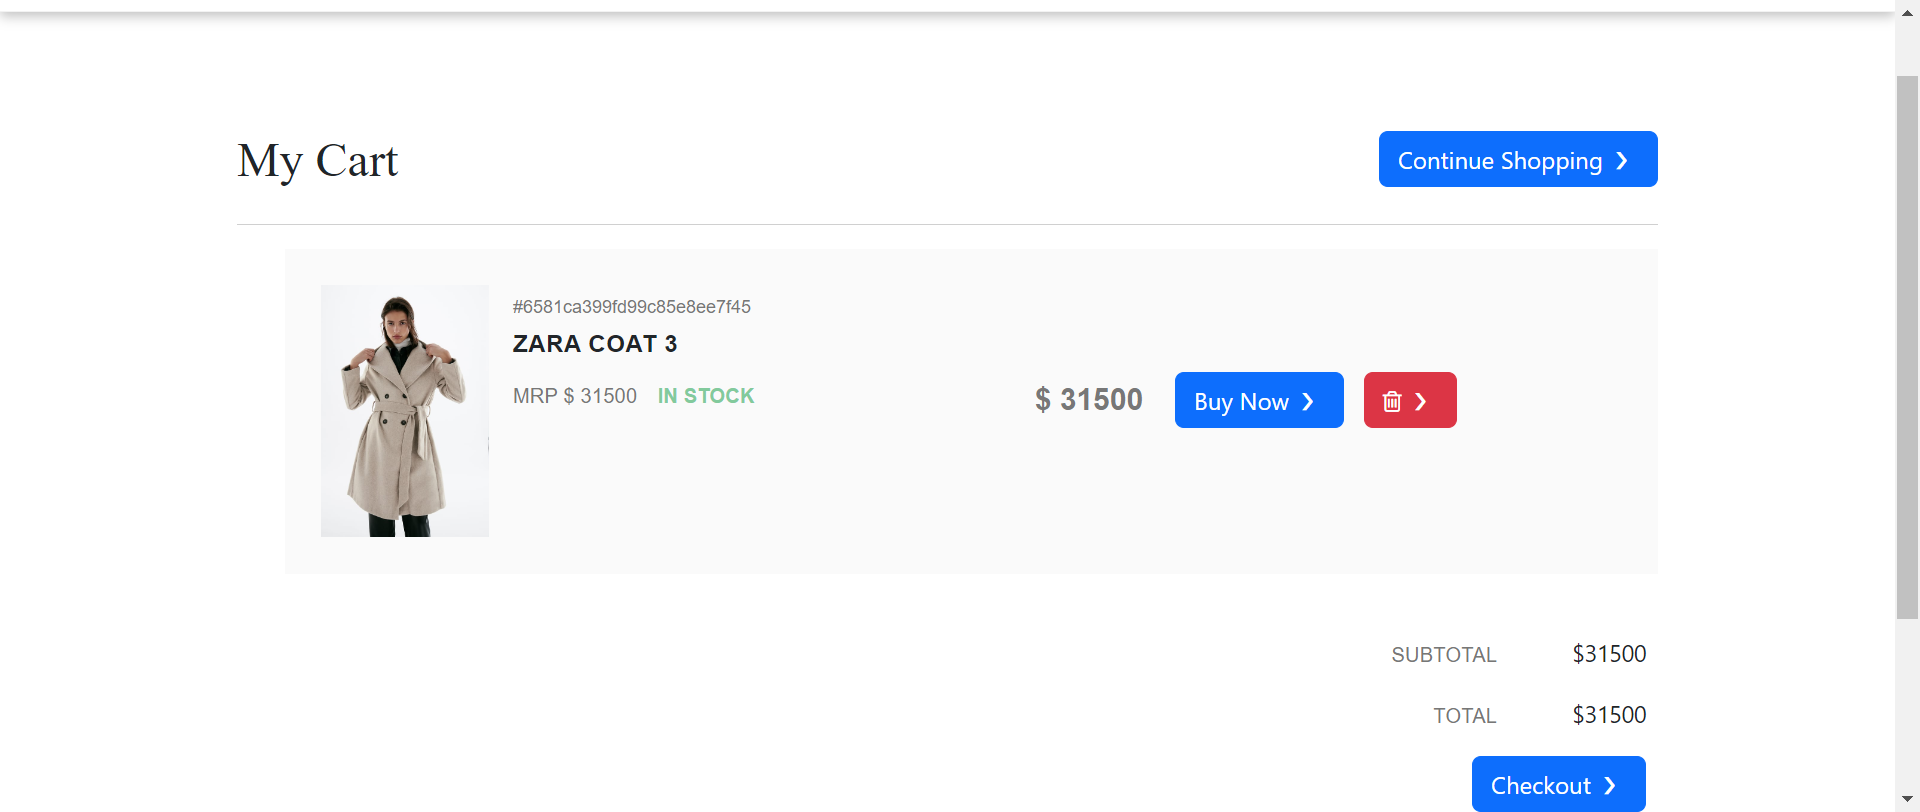 My Cart
Continue Shopping
#6581ca399fd99c85e8ee7f45
ZARA COAT 3
MRP $ 31500 IN STOCK
$ 31500
Buy Now
SUBTOTAL $31500
TOTAL $31500
Checkout